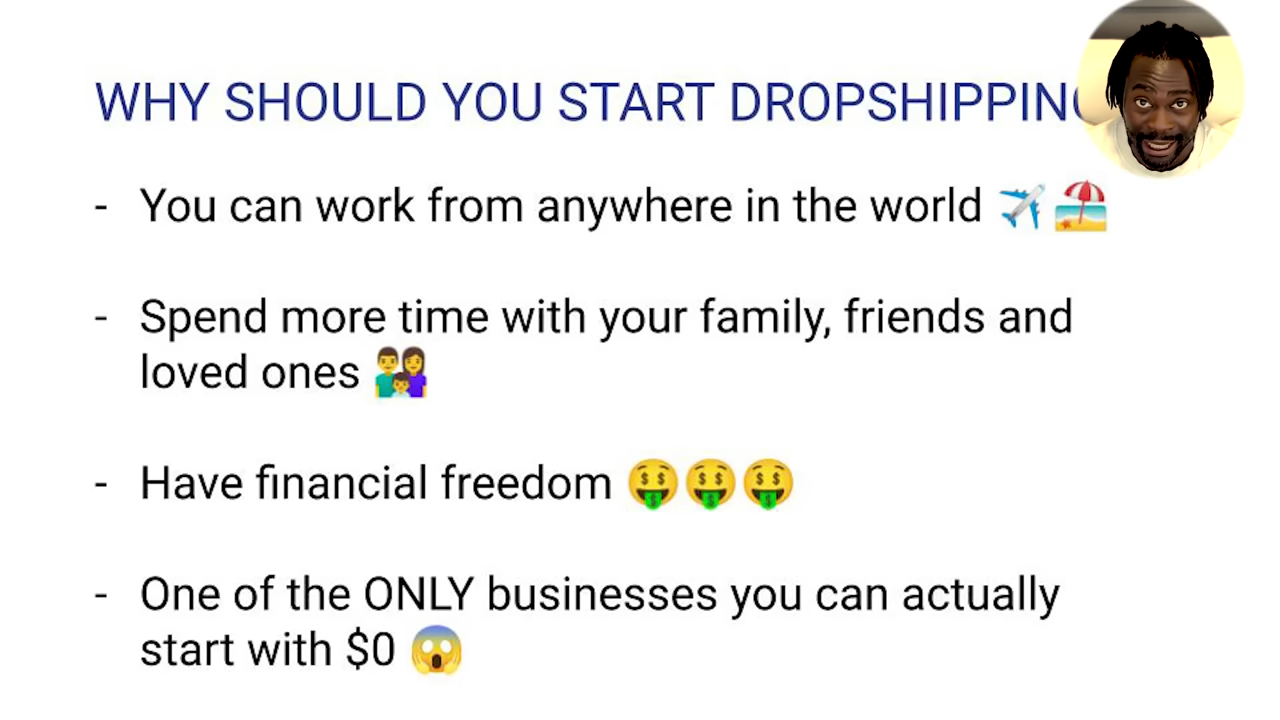 WHY SHOULD YOU START DROPSHIPPING
- You can work from anywhere in the world ✈️🏖️
- Spend more time with your family, friends and
loved ones 👨‍👩‍👦
- Have financial freedom 🤑🤑🤑
- One of the ONLY businesses you can actually
start with $0 😱